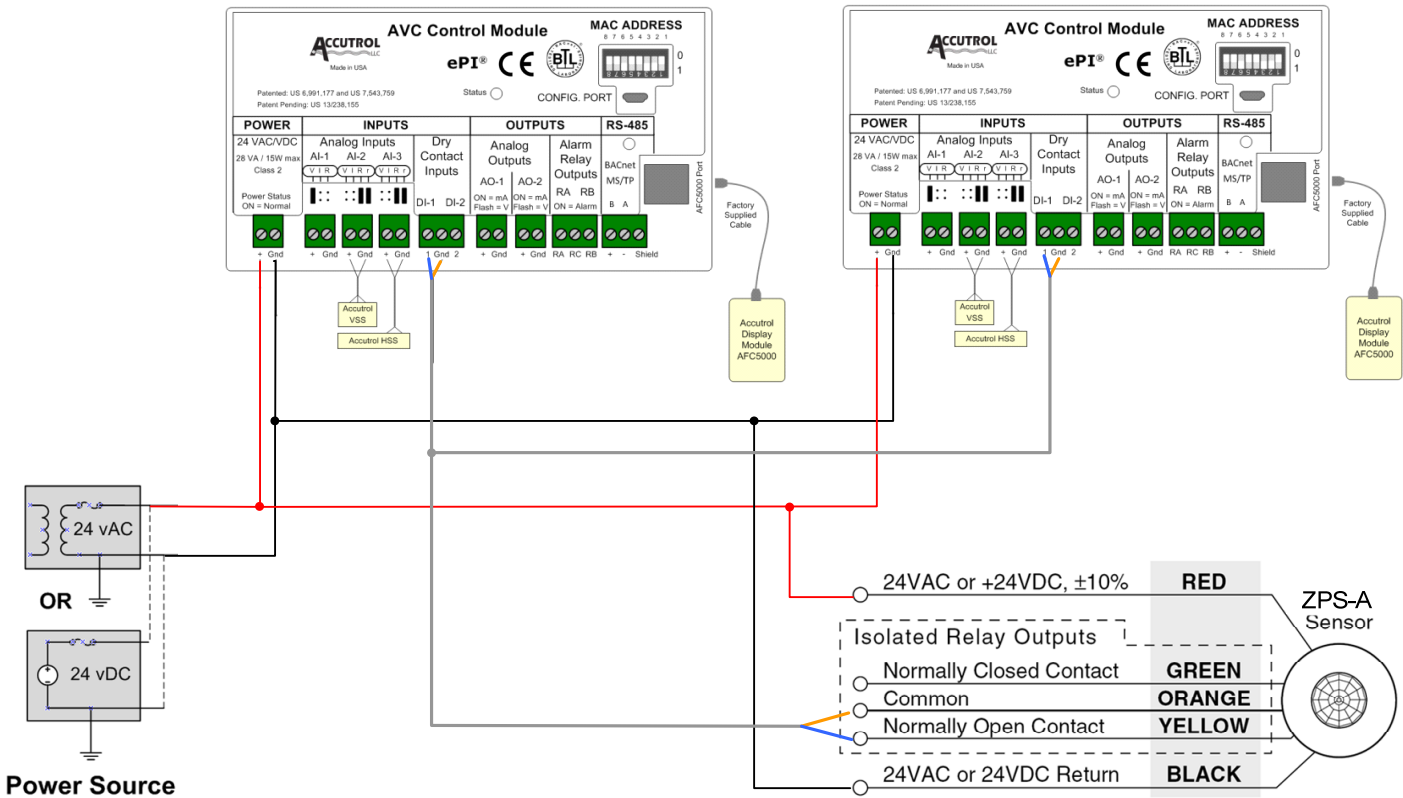 AVC Control Module
MAC ADDRESS
8 7 6 5 4 3 2 1
ACCUTROL
LLC
Made in USA
ePI® CE BTL
0
1
Status
CONFIG. PORT
Patented: US 6,991,177 and US 7,543,759
Patent Pending: US 13/238,155
POWER INPUTS OUTPUTS RS-485
24 VAC/VDC
28 VA / 15W max
Class 2
Power Status
ON = Normal
Analog Inputs
AI-1 AI-2 AI-3
V I R V I R V I R r
Dry
Contact
Inputs
DI-1 DI-2
Analog
Outputs
AO-1 AO-2
ON = mA ON = mA
Flash = V Flash = V
Alarm
Relay
Outputs
RA RB
ON = Alarm
BACnet
MS/TP
B A
AFC5000 Port
+ Gnd + Gnd + Gnd + Gnd 1 Gnd 2 + Gnd + Gnd RA RC RB + - Shield
Factory
Supplied
Cable
Accutrol
VSS
Accutrol HSS
Accutrol
Display
Module
AFC5000
AVC Control Module
MAC ADDRESS
8 7 6 5 4 3 2 1
ACCUTROL
LLC
Made in USA
ePI® CE BTL
0
1
Status
CONFIG. PORT
Patented: US 6,991,177 and US 7,543,759
Patent Pending: US 13/238,155
POWER INPUTS OUTPUTS RS-485
24 VAC/VDC
28 VA / 15W max
Class 2
Power Status
ON = Normal
Analog Inputs
AI-1 AI-2 AI-3
V I R V I R V I R r
Dry
Contact
Inputs
DI-1 DI-2
Analog
Outputs
AO-1 AO-2
ON = mA ON = mA
Flash = V Flash = V
Alarm
Relay
Outputs
RA RB
ON = Alarm
BACnet
MS/TP
B A
AFC5000 Port
+ Gnd + Gnd + Gnd + Gnd 1 Gnd 2 + Gnd + Gnd RA RC RB + - Shield
Factory
Supplied
Cable
Accutrol
VSS
Accutrol HSS
Accutrol
Display
Module
AFC5000
24 vAC
OR
24 vDC
Power Source
24VAC or +24VDC, ±10% RED
ZPS-A
Sensor
Isolated Relay Outputs
Normally Closed Contact GREEN
Common ORANGE
Normally Open Contact YELLOW
24VAC or 24VDC Return BLACK